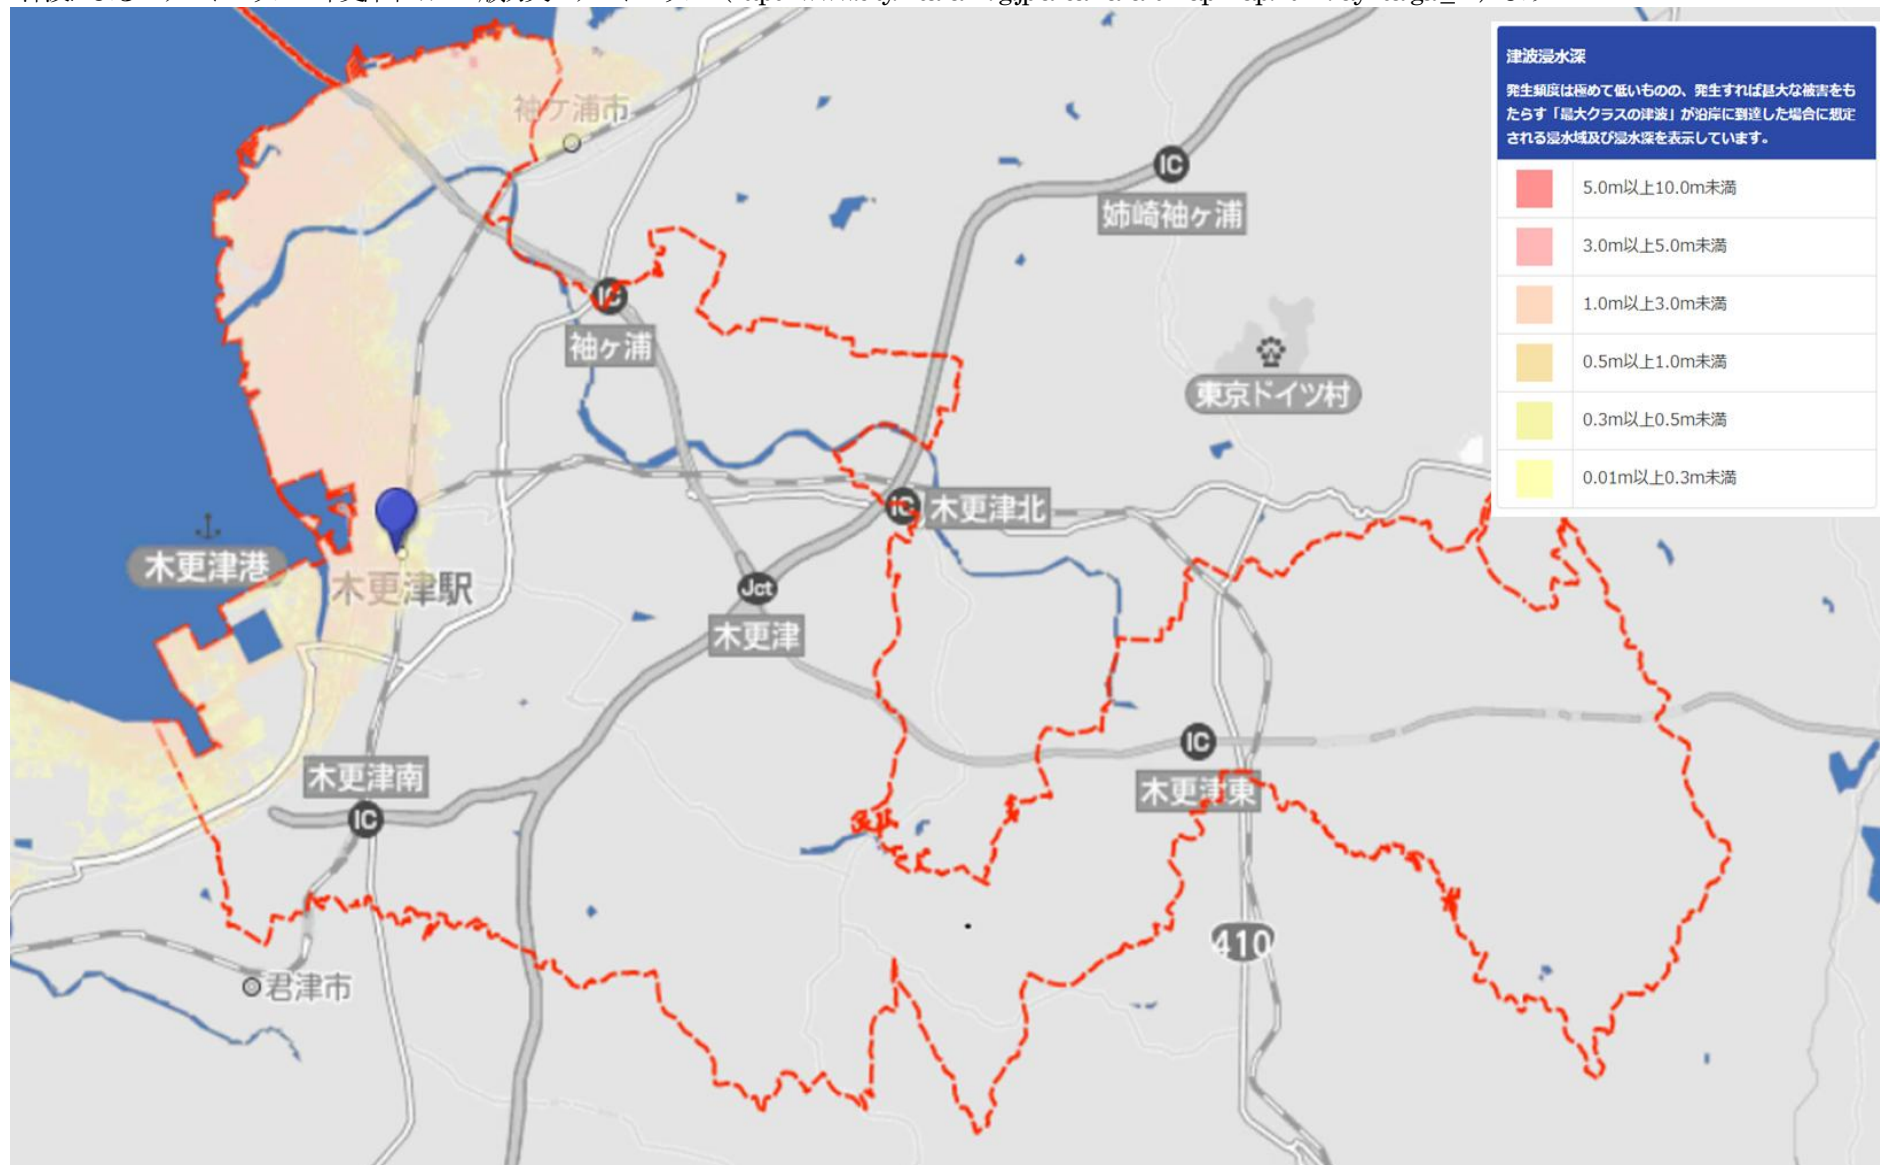 津波浸水深
発生頻度は極めて低いものの、発生すれば甚大な被害をも
たらす「最大クラスの津波」が沿岸に到達した場合に想定
される浸水域及び浸水深を表示しています。
5.0m以上10.0m未満
3.0m以上5.0m未満
1.0m以上3.0m未満
0.5m以上1.0m未満
0.3m以上0.5m未満
0.01m以上0.3m未満
袖ケ浦市
IC
姉崎袖ヶ浦
IC
袖ヶ浦
東京ドイツ村
IC
木更津北
木更津港
木更津駅
Jct
木更津
IC
木更津東
木更津南
IC
410
君津市